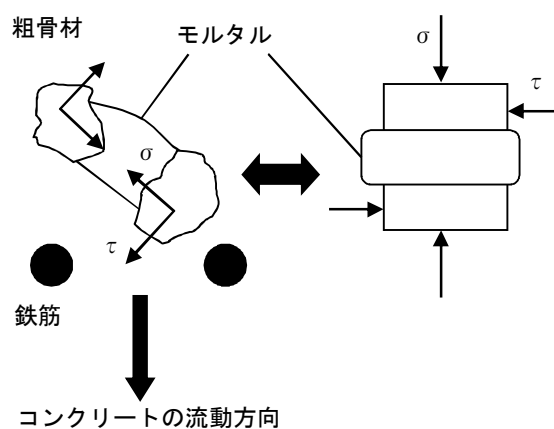 粗骨材
モルタル
σ
τ
σ
τ
鉄筋
コンクリートの流動方向